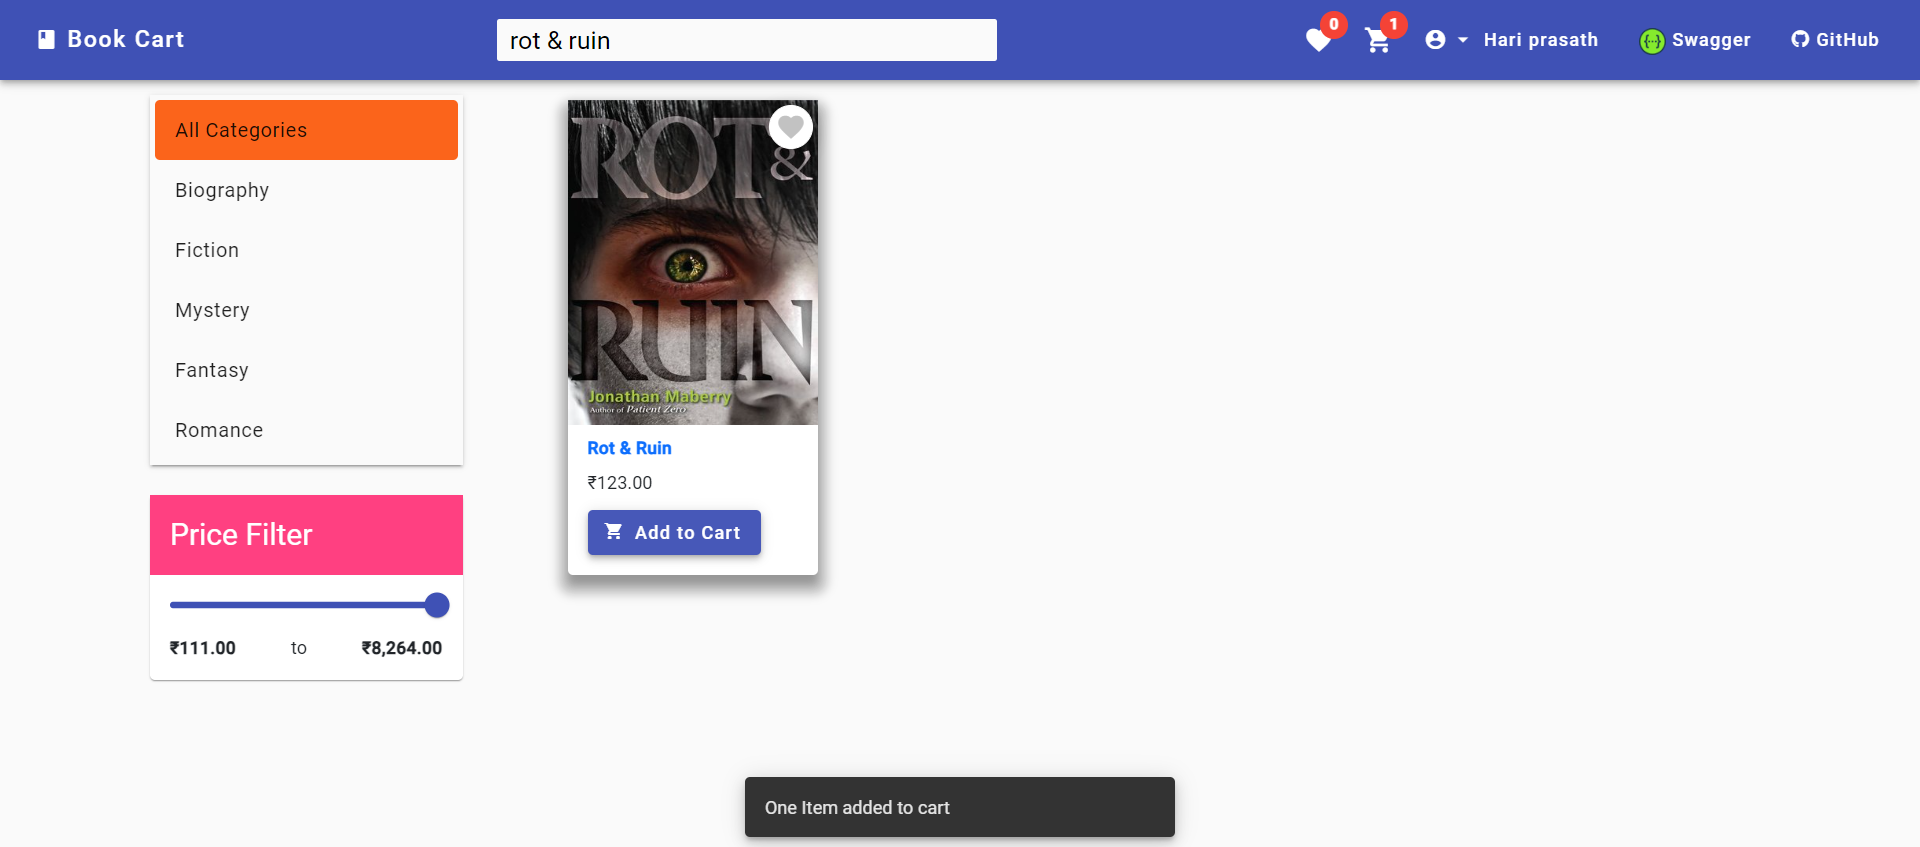 Book Cart
rot & ruin
0
1
Hari prasath
Swagger
GitHub
All Categories
Biography
Fiction
Mystery
Fantasy
Romance
Price Filter
₹111.00 to ₹8,264.00
ROT
&
RUIN
Jonathan Maberry
Author of Patient Zero
Rot & Ruin
₹123.00
Add to Cart
One Item added to cart